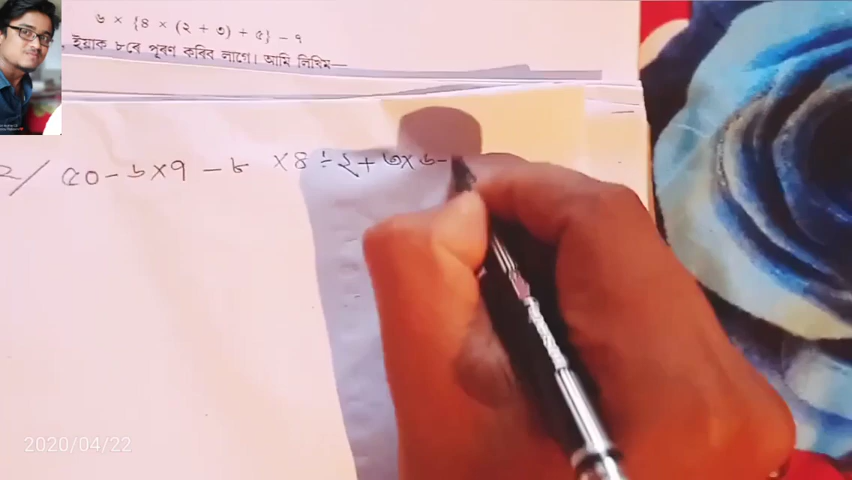 ৬ × {৪ × (২ + ৩) + ৫} − ৭
ইয়াক ৮ৰে পূৰণ কৰিব লাগে। আমি লিখিম—
২/ ৫০ - ৬ × ৭ - ৮ × ৪ ÷ ২ + ৩ × ৬ -
2020/04/22